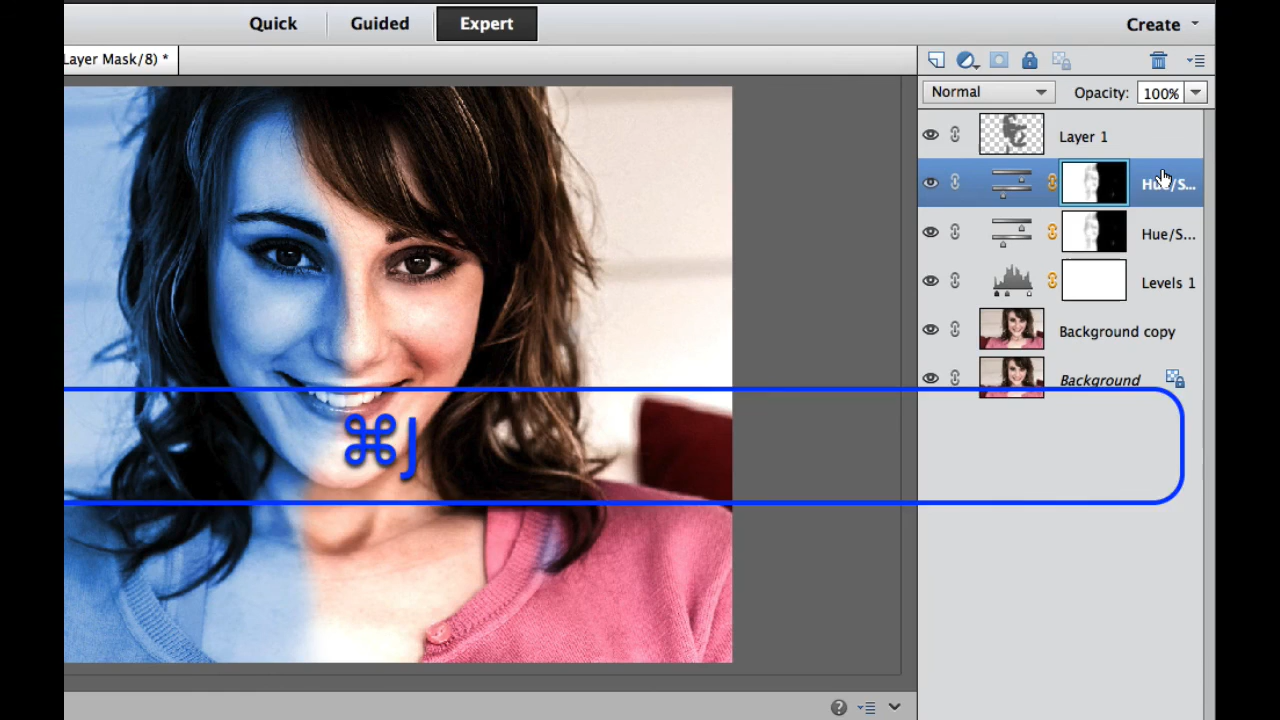 Quick Guided Expert Create
Layer Mask/8) *
Normal Opacity: 100%
Layer 1
Hue/S...
Hue/S...
Levels 1
Background copy
Background
⌘J
?